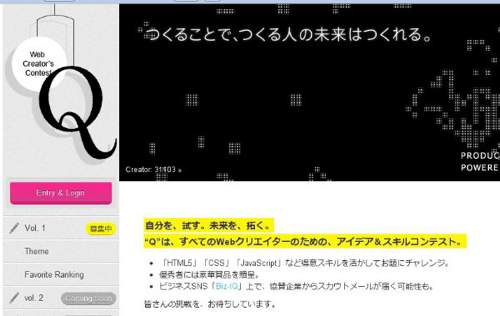 Web
Creator's
Contest
Q
つくることで、つくる人の未来はつくれる。
Creator: 31103
PRODUC
POWERE
Entry & Login
Vol. 1 募集中
Theme
Favorite Ranking
vol. 2 Coming soon
自分を、試す。未来を、拓く。
“Q”は、すべてのWebクリエイターのための、アイデア＆スキルコンテスト。
「HTML5」「CSS」「JavaScript」など得意スキルを活かしてお題にチャレンジ。
優秀者には豪華賞品を贈呈。
ビジネスSNS「Biz-IQ」上で、協賛企業からスカウトメールが届く可能性も。
皆さんの挑戦を、お待ちしています。